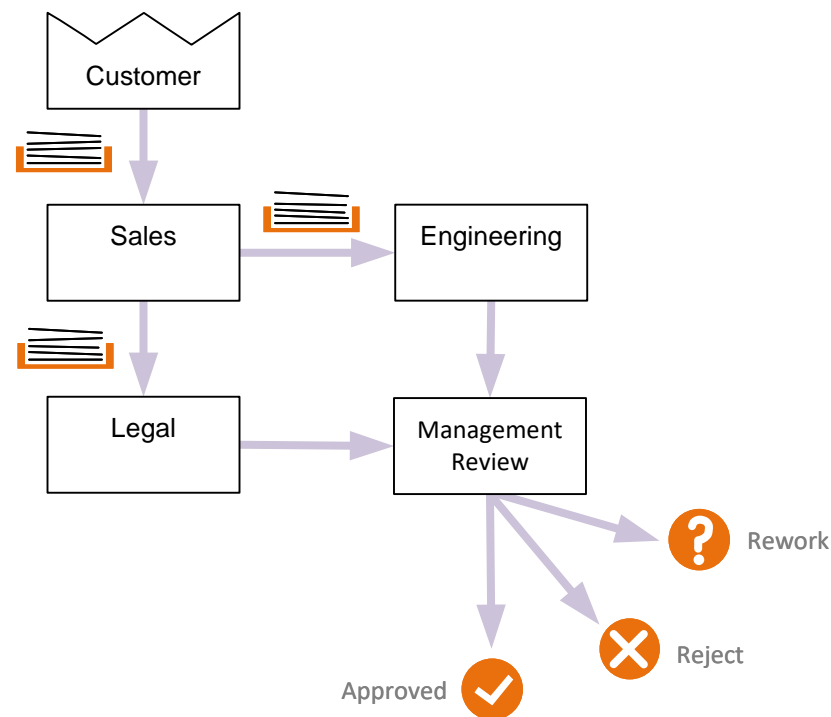 Customer
Sales
Engineering
Legal
Management
Review
Rework
Reject
Approved